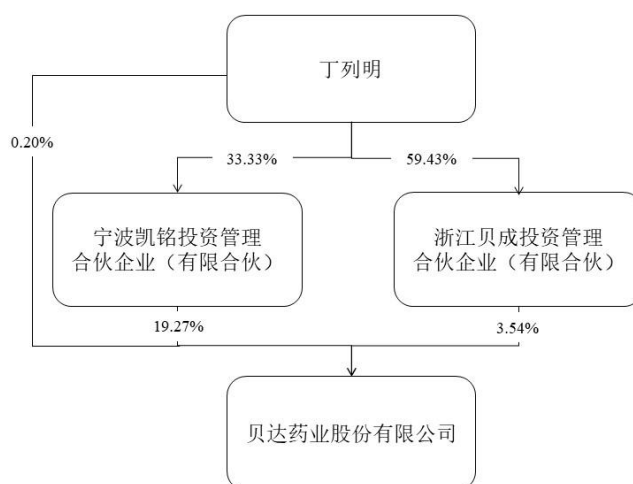 丁列明
0.20%
33.33%
59.43%
宁波凯铭投资管理
合伙企业（有限合伙）
浙江贝成投资管理
合伙企业（有限合伙）
19.27%
3.54%
贝达药业股份有限公司